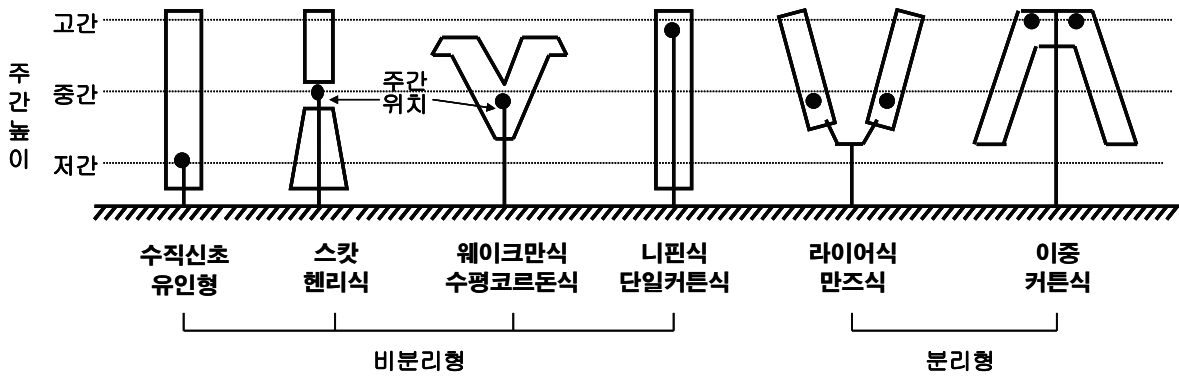 고간
주간높이
중간
주간
위치
저간
수직신초
유인형
스캇
헨리식
웨이크만식
수평코르돈식
니핀식
단일커튼식
라이어식
만즈식
이중
커튼식
비분리형
분리형